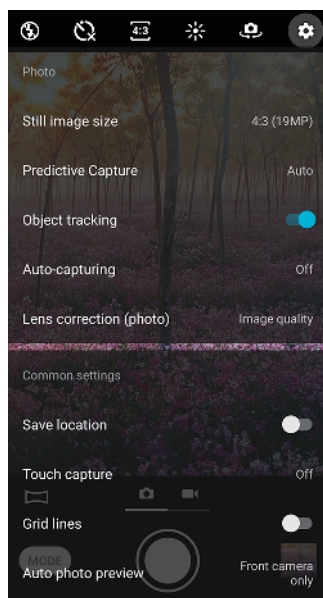 4:3
Photo
Still image size 4:3 (19MP)
Predictive Capture Auto
Object tracking
Auto-capturing Off
Lens correction (photo) Image quality
Common settings
Save location
Touch capture Off
Grid lines
MODE
Auto photo preview Front camera
only